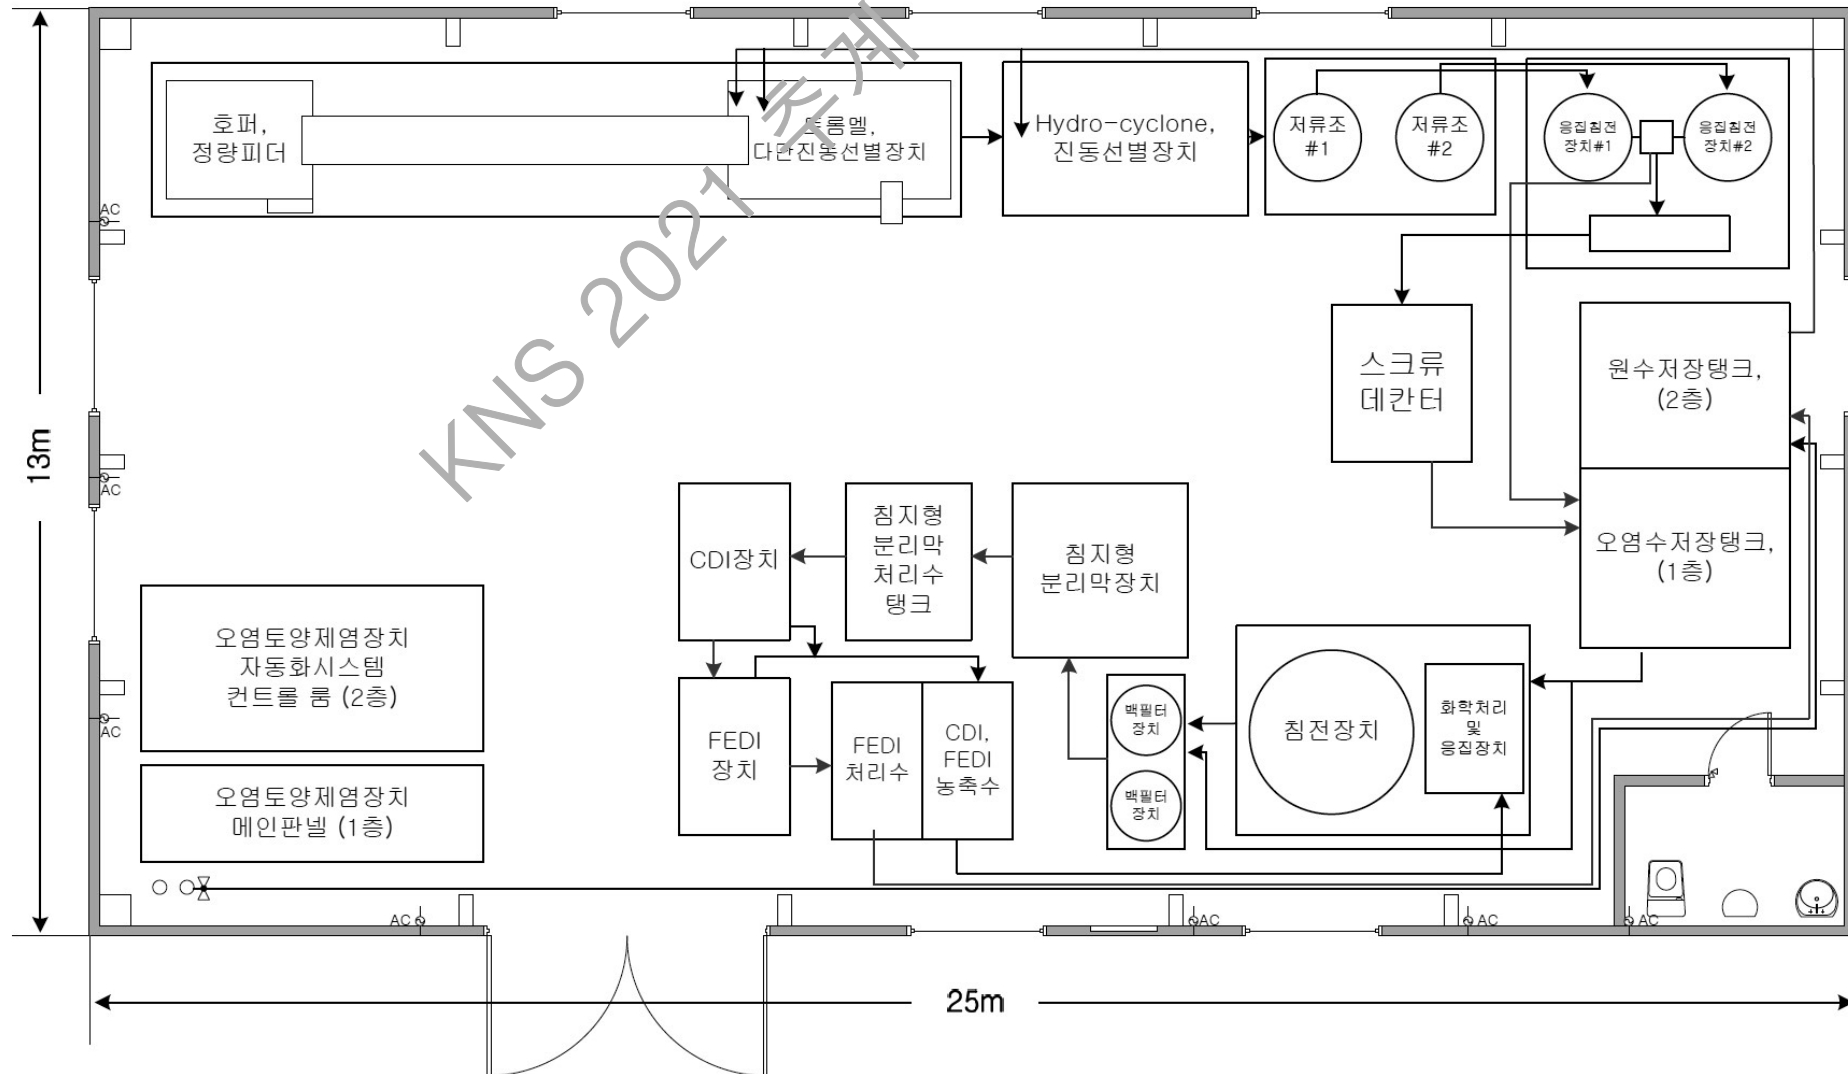 호퍼,
정량피더
트롬멜,
다단진동선별장치
Hydro-cyclone,
진동선별장치
저류조
#1
저류조
#2
응집침전
장치#1
응집침전
장치#2
AC
스크류
데칸터
원수저장탱크,
(2층)
오염수저장탱크,
(1층)
13m
KNS 2021 추계
AC
CDI장치
침지형
분리막
처리수
탱크
침지형
분리막장치
오염토양제염장치
자동화시스템
컨트롤 룸 (2층)
AC
FEDI
장치
FEDI
처리수
CDI,
FEDI
농축수
백필터
장치
백필터
장치
침전장치
화학처리
및
응집장치
오염토양제염장치
메인판넬 (1층)
AC
AC
AC
AC
25m